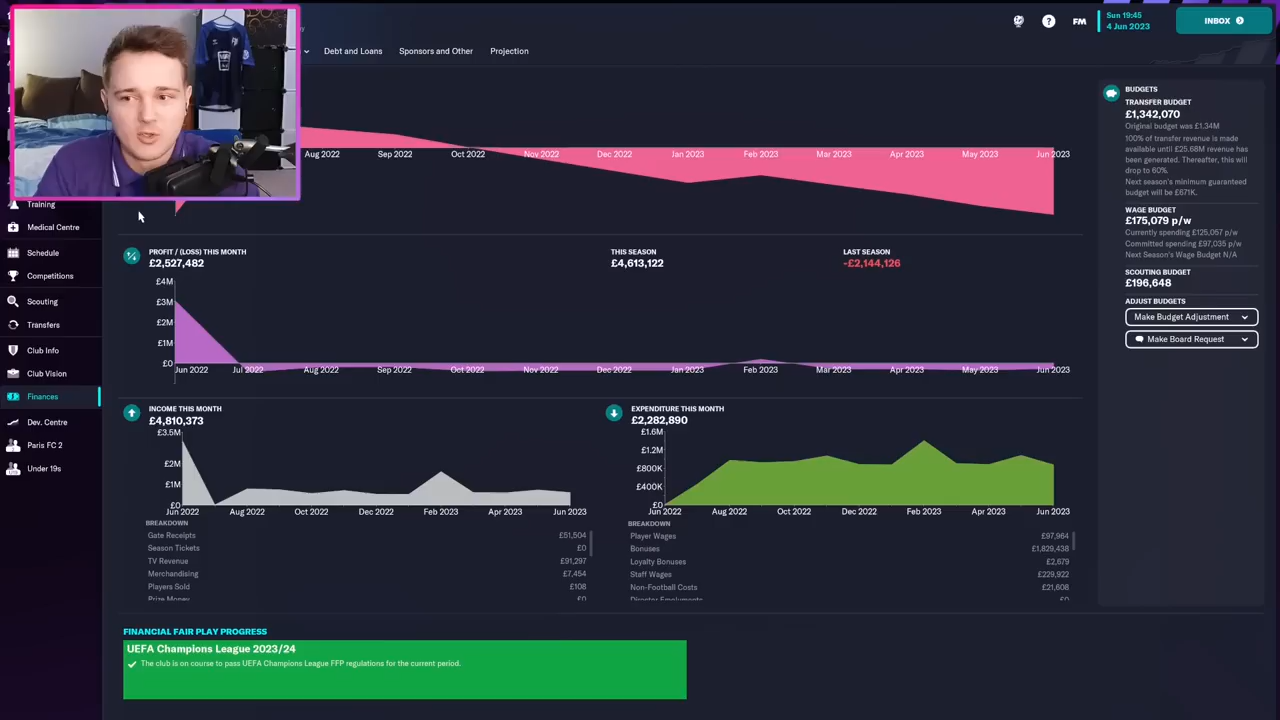 Sun 19:45
4 Jun 2023
INBOX
FM
Debt and Loans
Sponsors and Other
Projection
Aug 2022
Sep 2022
Oct 2022
Nov 2022
Dec 2022
Jan 2023
Feb 2023
Mar 2023
Apr 2023
May 2023
Jun 2023
Training
Medical Centre
Schedule
Competitions
Scouting
Transfers
Club Info
Club Vision
Finances
Dev. Centre
Paris FC 2
Under 19s
PROFIT / (LOSS) THIS MONTH
£2,527,482
THIS SEASON
£4,613,122
LAST SEASON
-£2,144,126
£4M
£3M
£2M
£1M
£0
Jun 2022
Jul 2022
Aug 2022
Sep 2022
Oct 2022
Nov 2022
Dec 2022
Jan 2023
Feb 2023
Mar 2023
Apr 2023
May 2023
Jun 2023
INCOME THIS MONTH
£4,810,373
£3.5M
£2M
£1M
£0
Jun 2022
Aug 2022
Oct 2022
Dec 2022
Feb 2023
Apr 2023
Jun 2023
BREAKDOWN
Gate Receipts £51,504
Season Tickets £0
TV Revenue £91,297
Merchandising £7,454
Players Sold £108
Prize Money £0
EXPENDITURE THIS MONTH
£2,282,890
£1.6M
£1.2M
£800K
£400K
£0
Jun 2022
Aug 2022
Oct 2022
Dec 2022
Feb 2023
Apr 2023
Jun 2023
BREAKDOWN
Player Wages £97,964
Bonuses £1,829,438
Loyalty Bonuses £2,679
Staff Wages £229,922
Non-Football Costs £21,608
Director Emoluments £0
FINANCIAL FAIR PLAY PROGRESS
UEFA Champions League 2023/24
The club is on course to pass UEFA Champions League FFP regulations for the current period.
BUDGETS
TRANSFER BUDGET
£1,342,070
Original budget was £1.34M
100% of transfer revenue is made
available until £25.68M revenue has
been generated. Thereafter, this will
drop to 60%.
Next season's minimum guaranteed
budget will be £671K.
WAGE BUDGET
£175,079 p/w
Currently spending £125,057 p/w
Committed spending £97,035 p/w
Next Season's Wage Budget N/A
SCOUTING BUDGET
£196,648
ADJUST BUDGETS
Make Budget Adjustment
Make Board Request